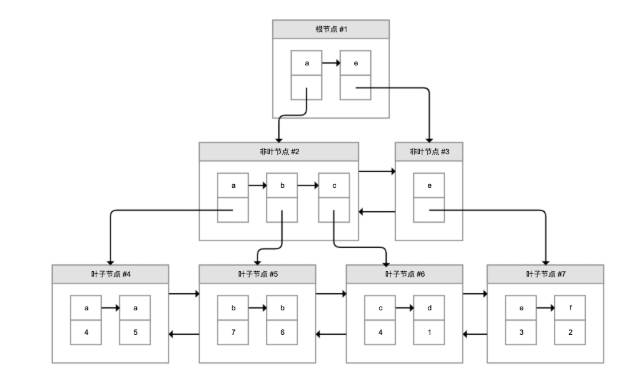 根节点 #1
a e
非叶节点 #2
非叶节点 #3
a b c
e
叶子节点 #4
叶子节点 #5
叶子节点 #6
叶子节点 #7
a a
b b
c d
e f
4 5
7 6
4 1
3 2